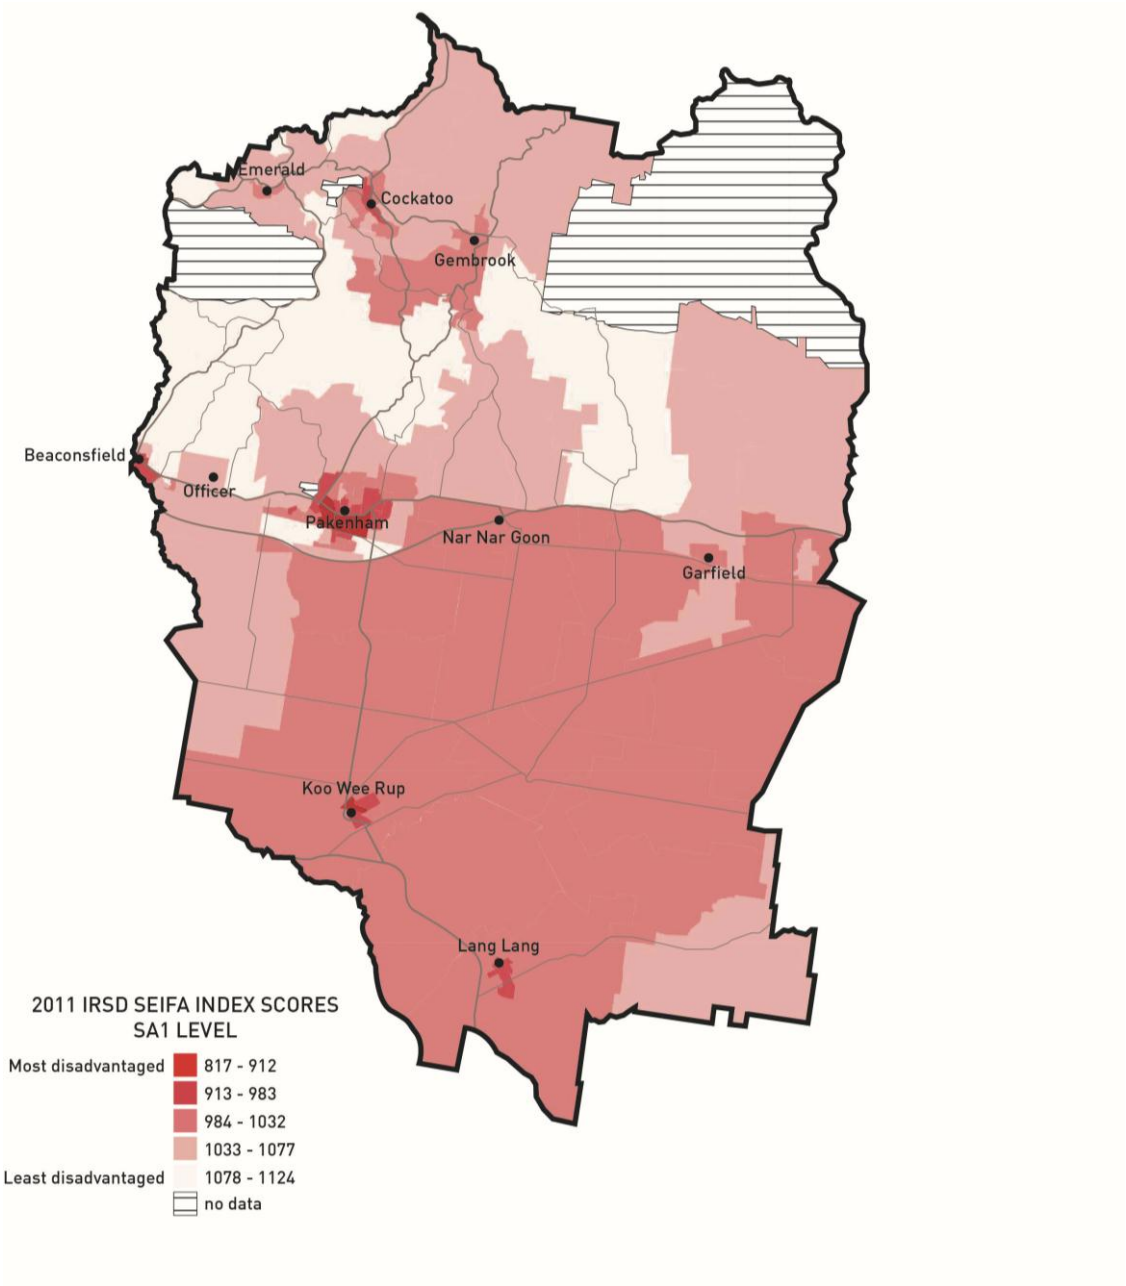 Emerald
Cockatoo
Gembrook
Beaconsfield
Officer
Pakenham
Nar Nar Goon
Garfield
Koo Wee Rup
Lang Lang
2011 IRSD SEIFA INDEX SCORES
SA1 LEVEL
Most disadvantaged 817 - 912
913 - 983
984 - 1032
1033 - 1077
Least disadvantaged 1078 - 1124
no data